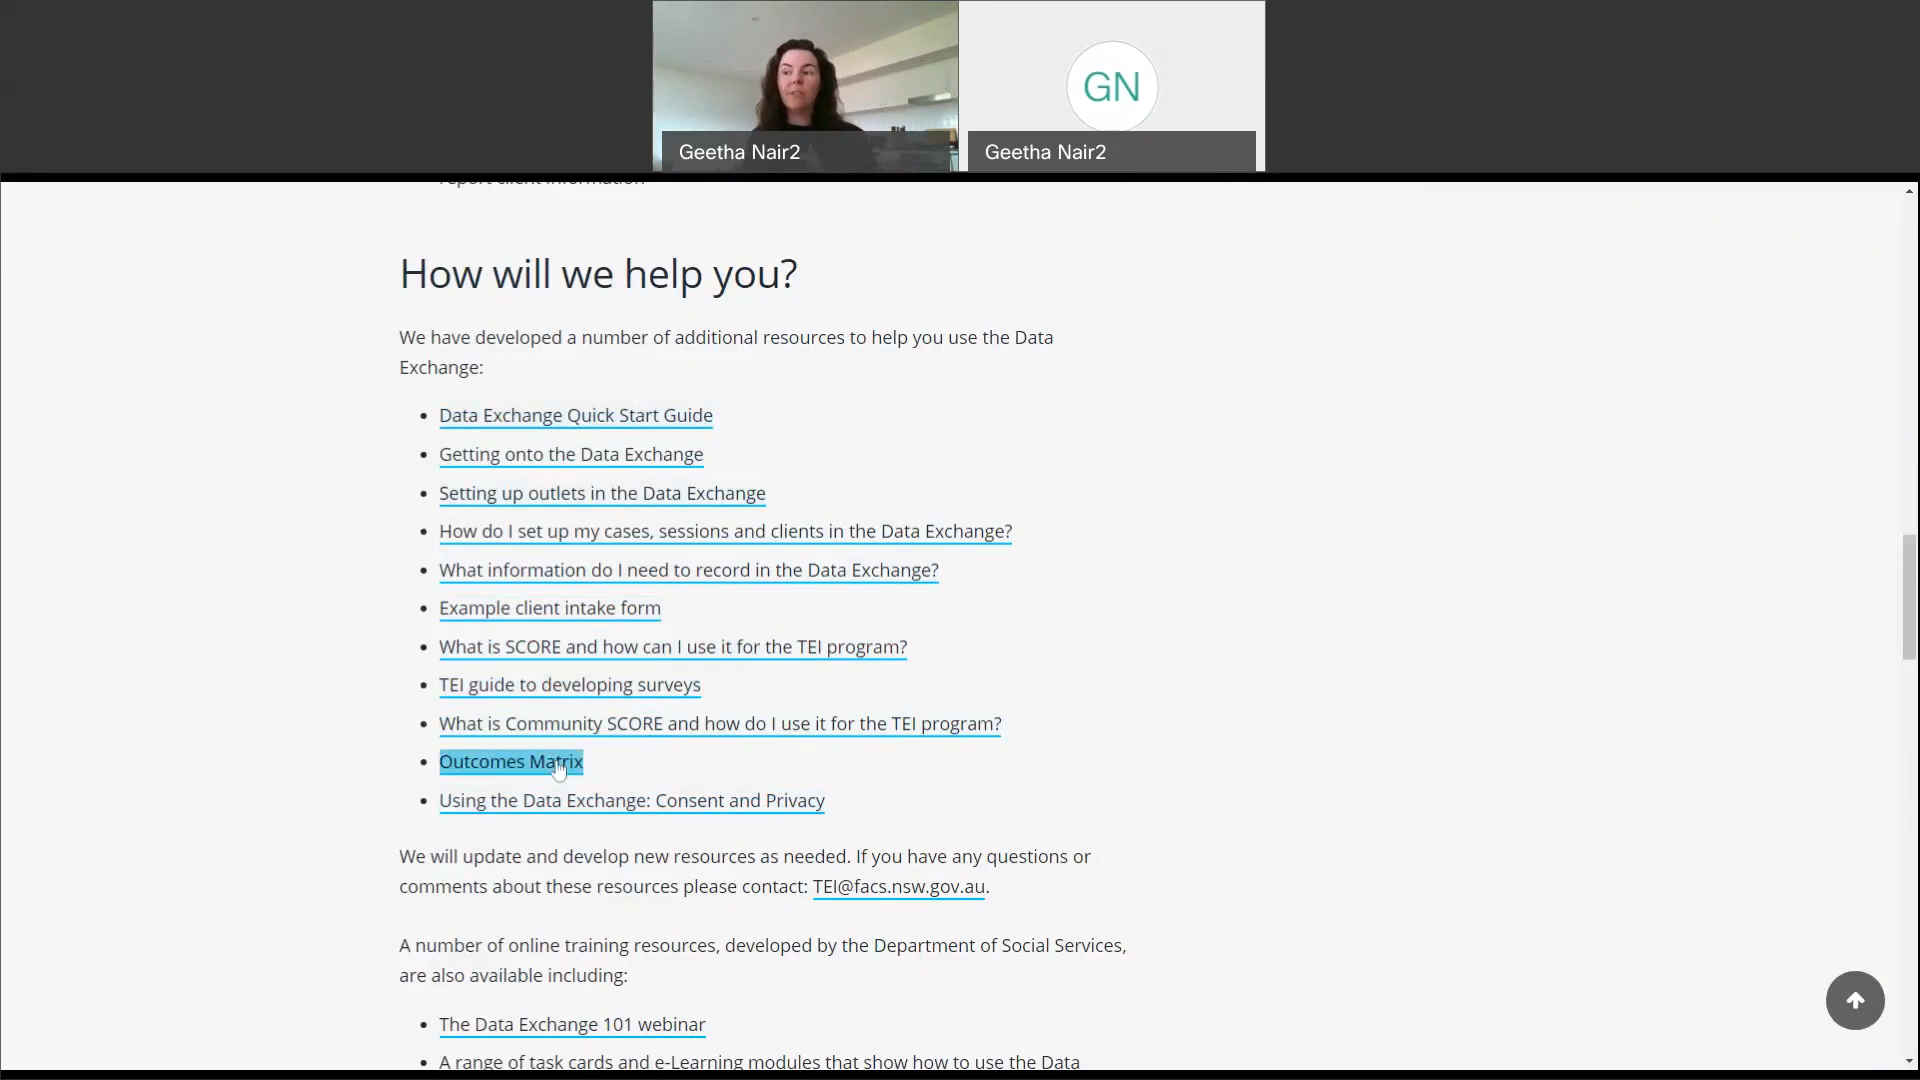 GN
Geetha Nair2
Geetha Nair2
report client information
How will we help you?
We have developed a number of additional resources to help you use the Data
Exchange:
• Data Exchange Quick Start Guide
• Getting onto the Data Exchange
• Setting up outlets in the Data Exchange
• How do I set up my cases, sessions and clients in the Data Exchange?
• What information do I need to record in the Data Exchange?
• Example client intake form
• What is SCORE and how can I use it for the TEI program?
• TEI guide to developing surveys
• What is Community SCORE and how do I use it for the TEI program?
• Outcomes Matrix
• Using the Data Exchange: Consent and Privacy
We will update and develop new resources as needed. If you have any questions or
comments about these resources please contact: TEI@facs.nsw.gov.au.
A number of online training resources, developed by the Department of Social Services,
are also available including:
• The Data Exchange 101 webinar
• A range of task cards and e-Learning modules that show how to use the Data